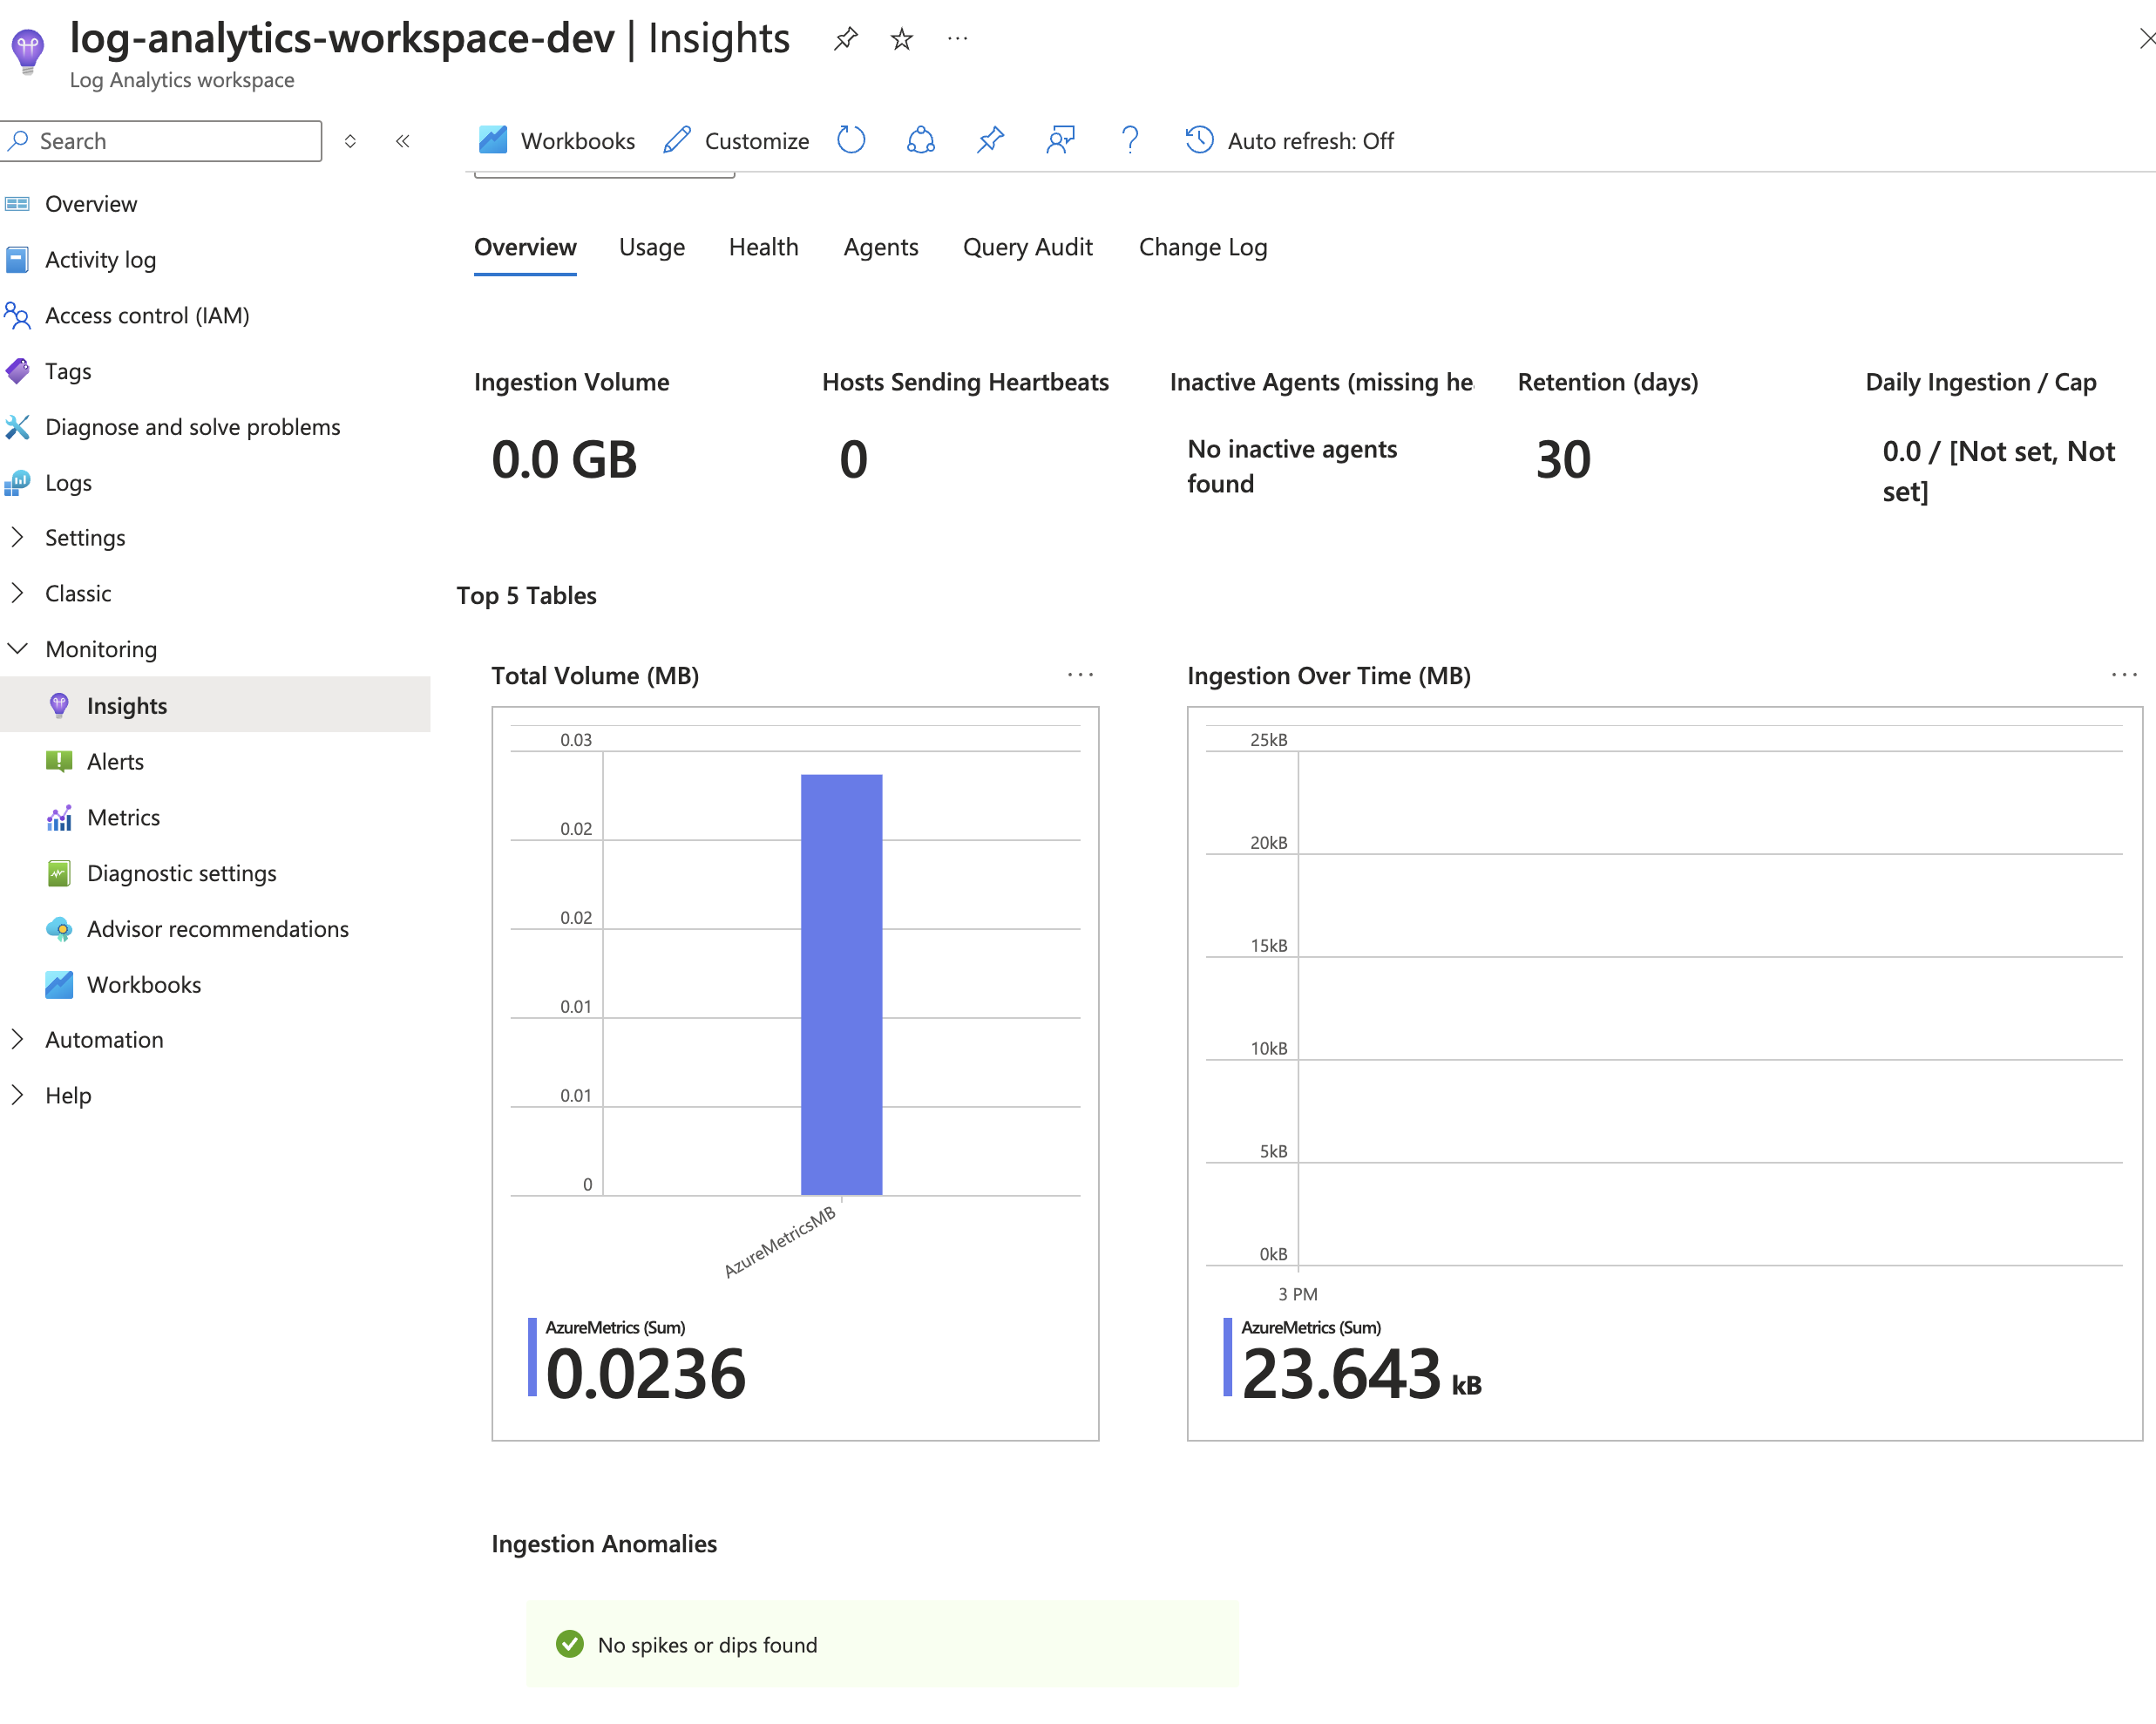 log-analytics-workspace-dev | Insights
Log Analytics workspace
Search
Workbooks
Customize
Auto refresh: Off
Overview
Activity log
Access control (IAM)
Tags
Diagnose and solve problems
Logs
Settings
Classic
Monitoring
Insights
Alerts
Metrics
Diagnostic settings
Advisor recommendations
Workbooks
Automation
Help
Overview
Usage
Health
Agents
Query Audit
Change Log
Ingestion Volume
0.0 GB
Hosts Sending Heartbeats
0
Inactive Agents (missing he
No inactive agents
found
Retention (days)
30
Daily Ingestion / Cap
0.0 / [Not set, Not
set]
Top 5 Tables
Total Volume (MB)
0.03
0.02
0.02
0.01
0.01
0
AzureMetricsMB
AzureMetrics (Sum)
0.0236
Ingestion Over Time (MB)
25kB
20kB
15kB
10kB
5kB
0kB
3 PM
AzureMetrics (Sum)
23.643 kB
Ingestion Anomalies
No spikes or dips found